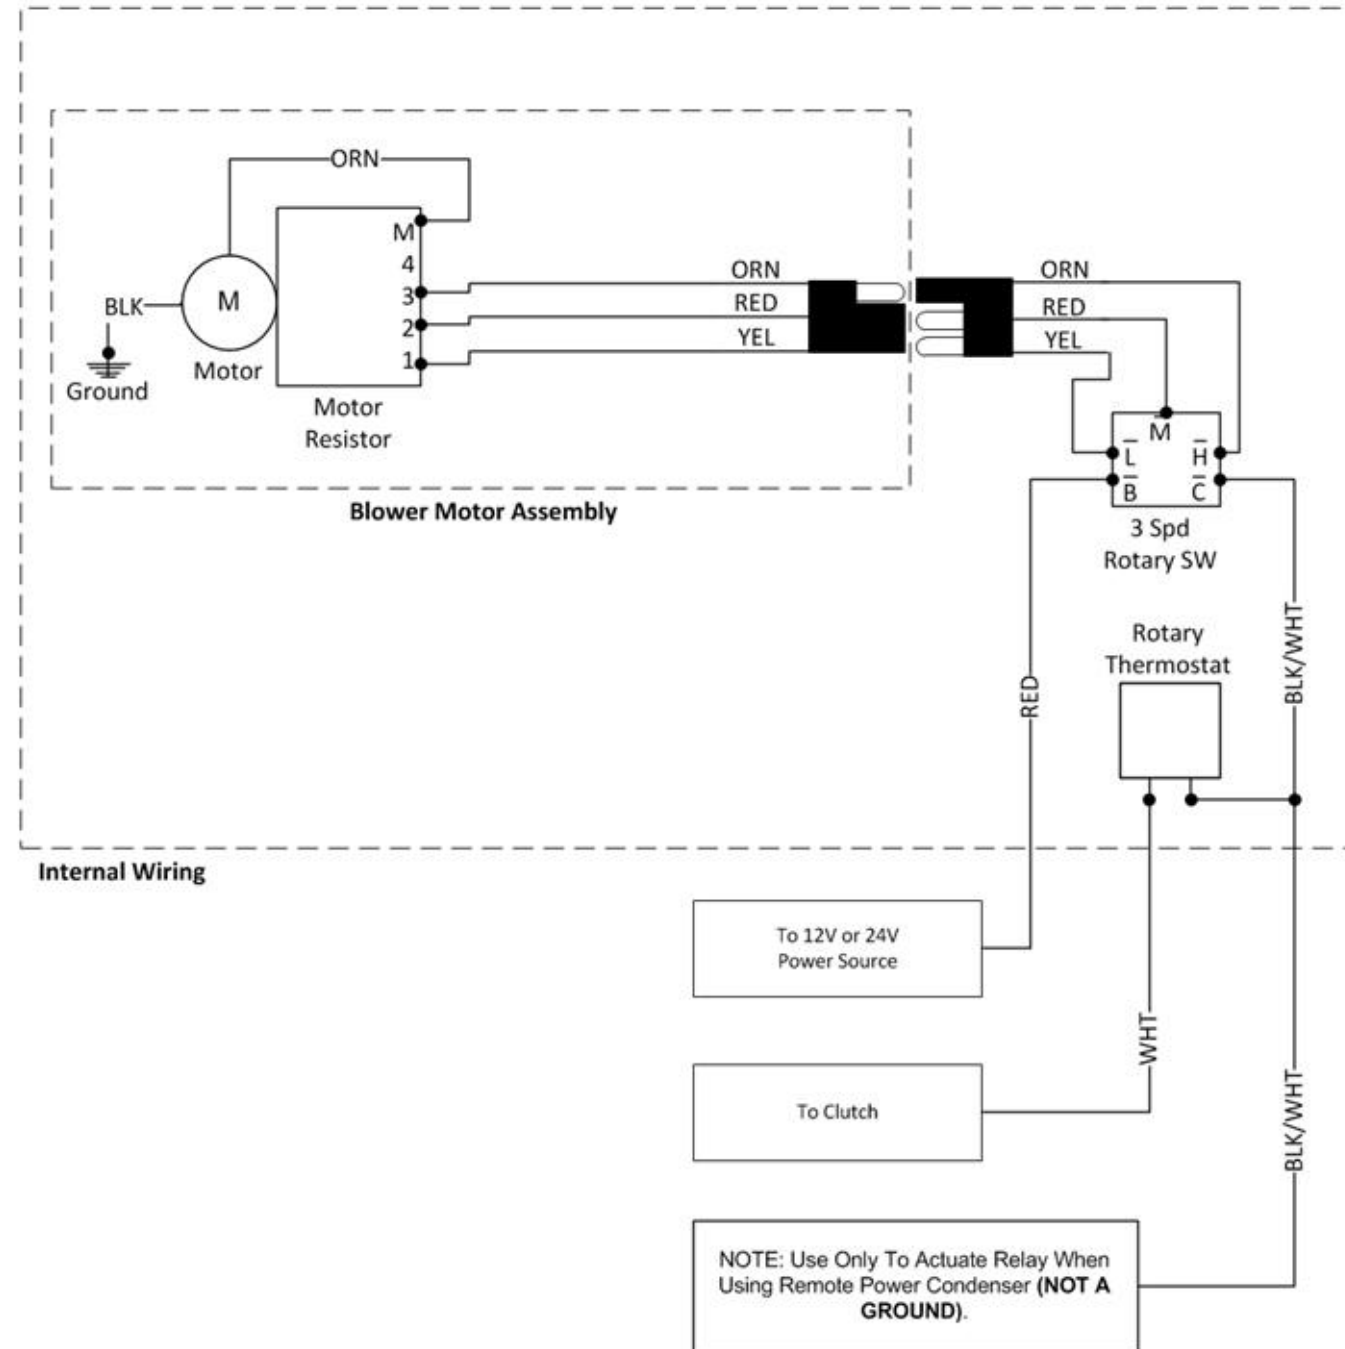 ORN
M
4
3
2
1
BLK
M
Motor
Ground
Motor
Resistor
ORN
RED
YEL
ORN
RED
YEL
Blower Motor Assembly
M
L
H
B
C
3 Spd
Rotary SW
Rotary
Thermostat
RED
BLK/WHT
Internal Wiring
To 12V or 24V
Power Source
WHT
To Clutch
BLK/WHT
NOTE: Use Only To Actuate Relay When
Using Remote Power Condenser (NOT A
GROUND).